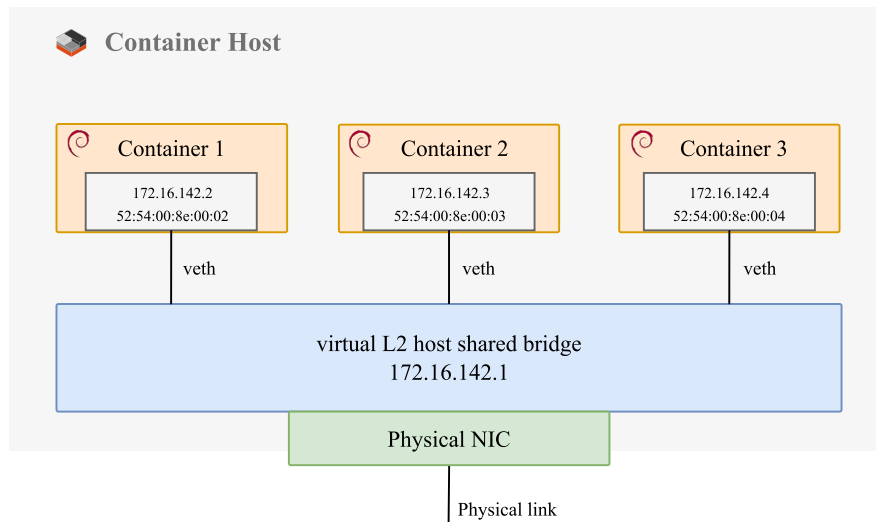 Container Host
Container 1
172.16.142.2
52:54:00:8e:00:02
Container 2
172.16.142.3
52:54:00:8e:00:03
Container 3
172.16.142.4
52:54:00:8e:00:04
veth
veth
veth
virtual L2 host shared bridge
172.16.142.1
Physical NIC
Physical link